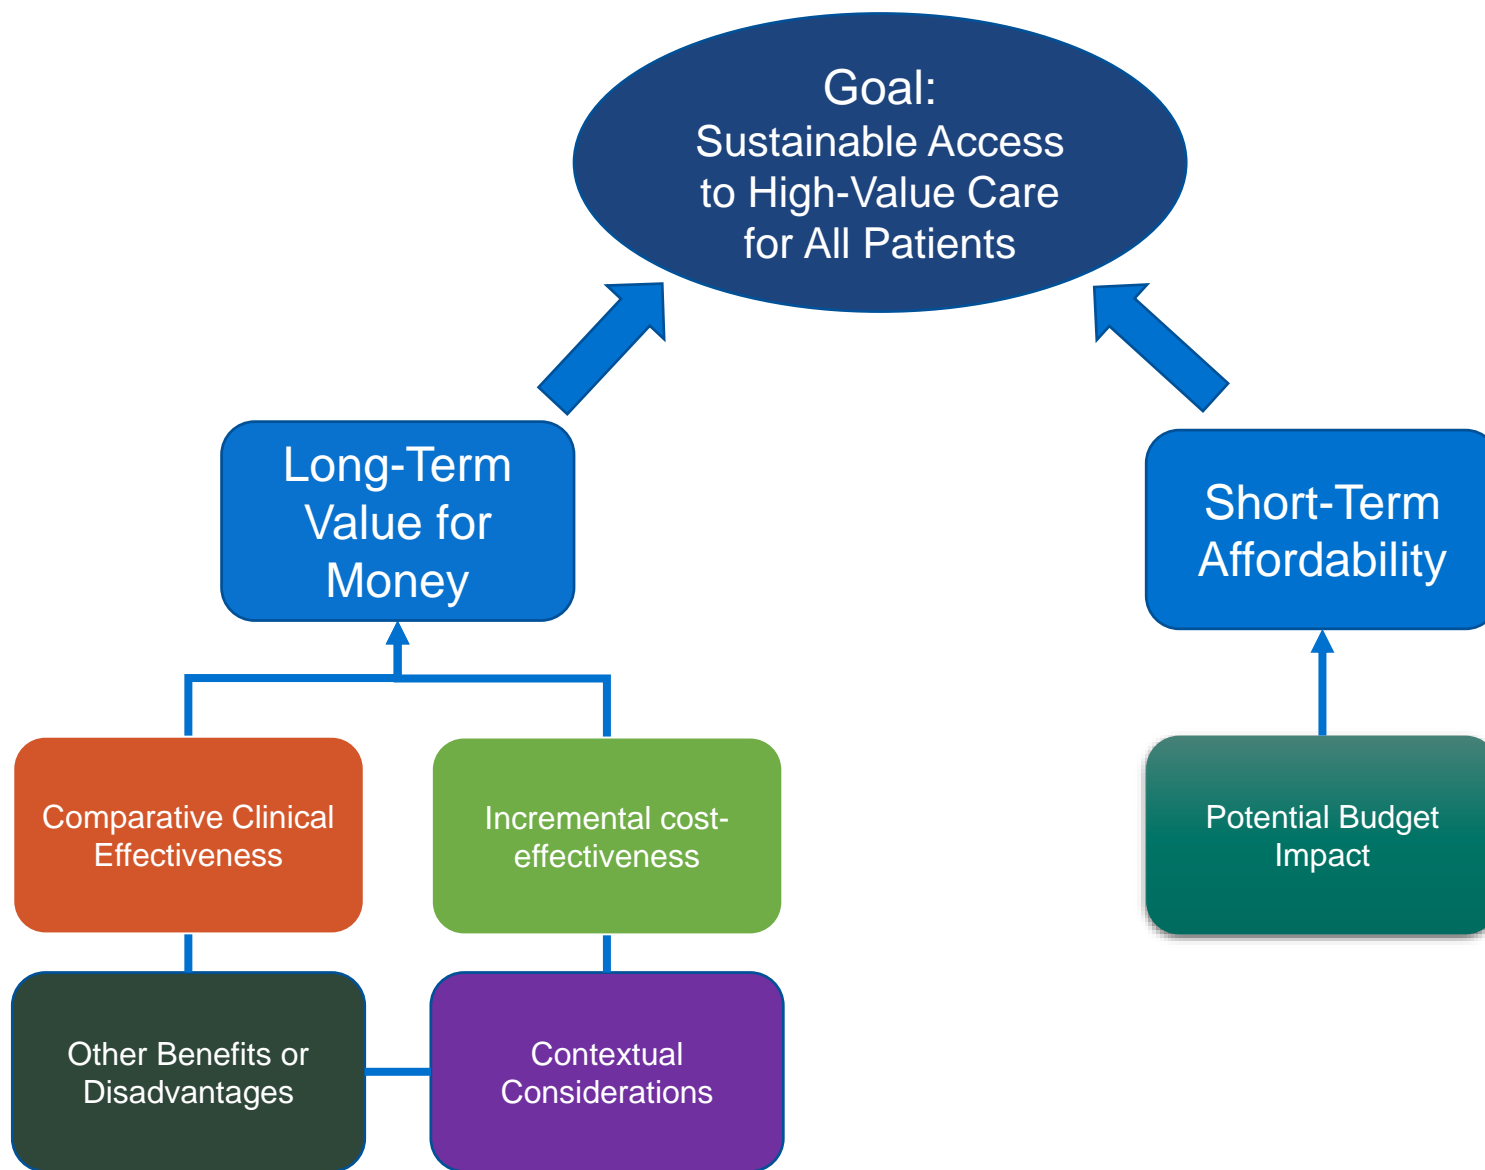 Goal:
Sustainable Access
to High-Value Care
for All Patients
Long-Term
Value for
Money
Short-Term
Affordability
Comparative Clinical
Effectiveness
Incremental cost-
effectiveness
Potential Budget
Impact
Other Benefits or
Disadvantages
Contextual
Considerations